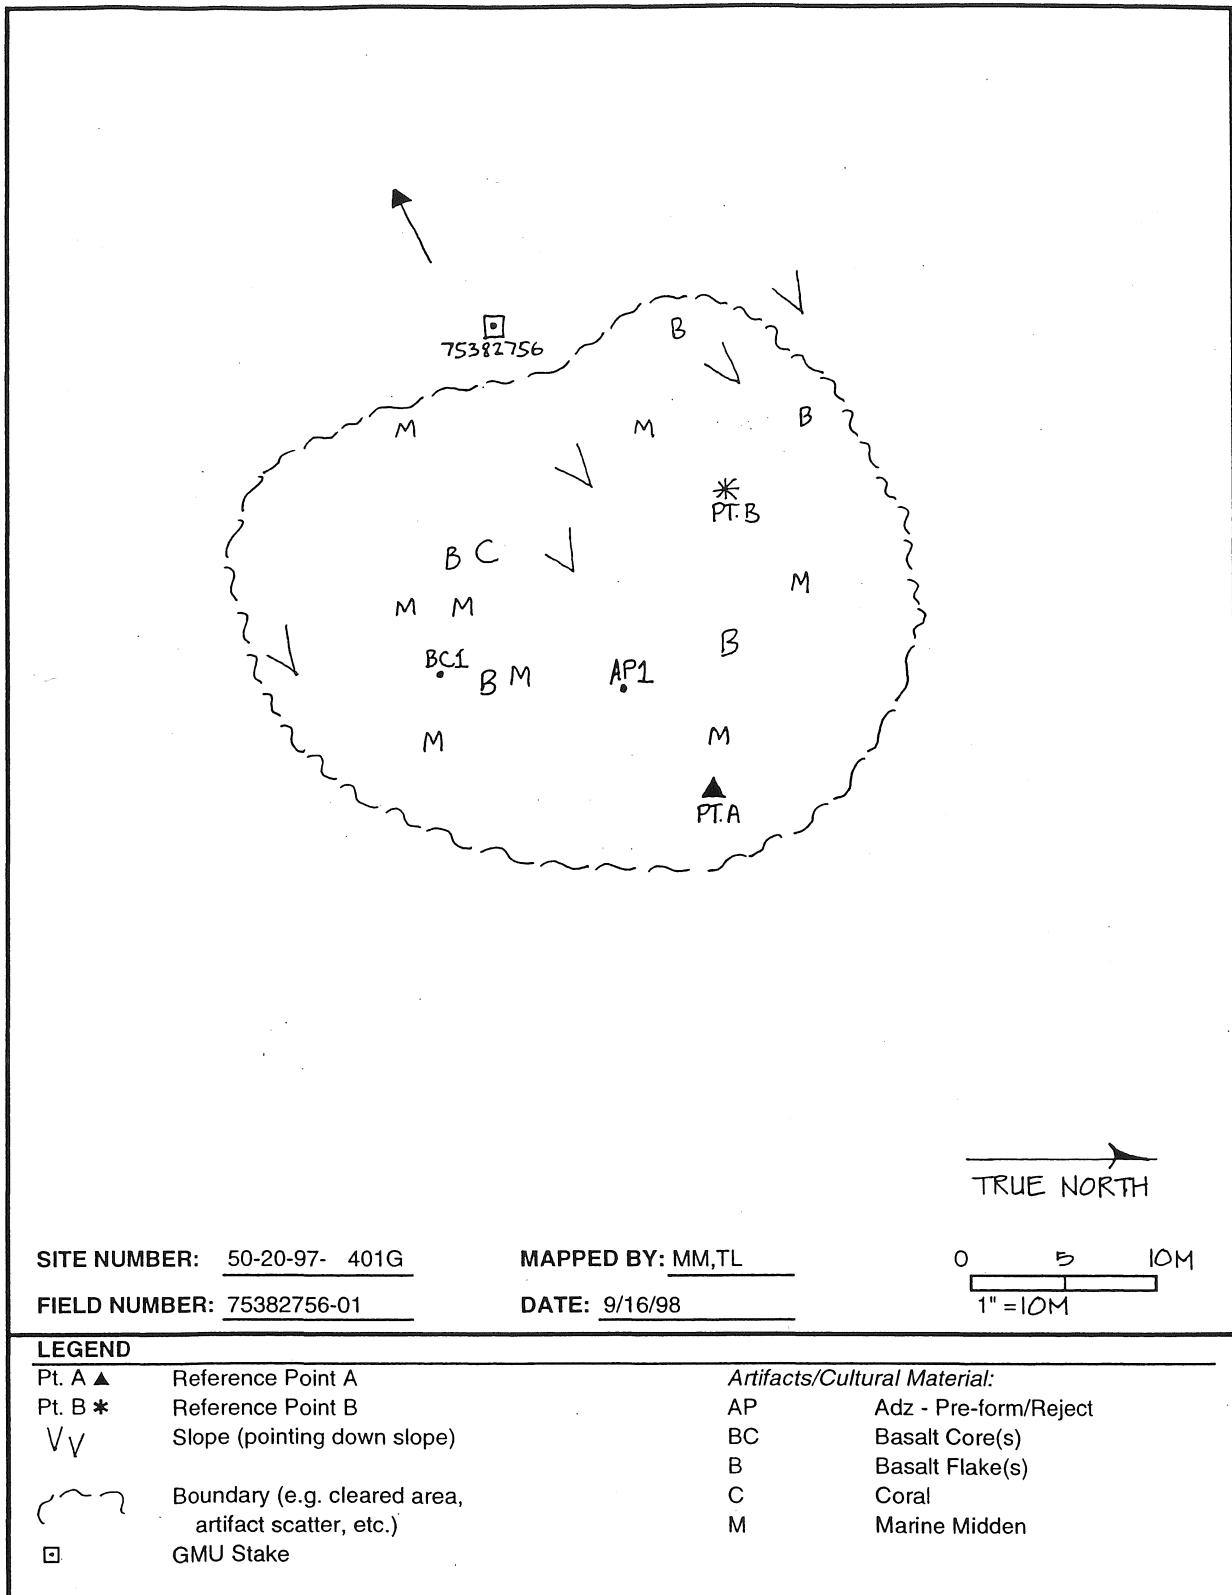 75382756
B
B
M
M
PT.B
B C
M
M M
B
BC1
B M
AP1
M
M
PT.A
TRUE NORTH
SITE NUMBER: 50-20-97- 401G MAPPED BY: MM,TL
0 5 10M
FIELD NUMBER: 75382756-01 DATE: 9/16/98
1" = 10M
LEGEND
Pt. A ▲ Reference Point A
Pt. B * Reference Point B
Slope (pointing down slope)
Boundary (e.g. cleared area,
artifact scatter, etc.)
GMU Stake
Artifacts/Cultural Material:
AP Adz - Pre-form/Reject
BC Basalt Core(s)
B Basalt Flake(s)
C Coral
M Marine Midden